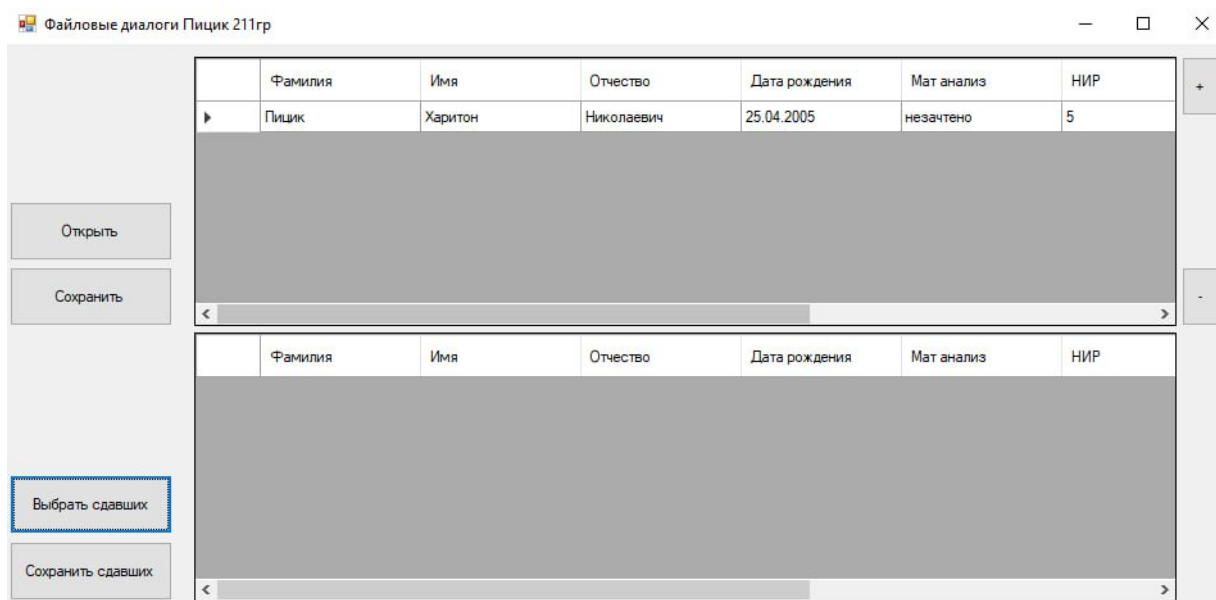 Файловые диалоги Пицик 211гр
Фамилия Имя Отчество Дата рождения Мат анализ НИР
+
Пицик Харитон Николаевич 25.04.2005 незачтено 5
Открыть
Сохранить
-
Фамилия Имя Отчество Дата рождения Мат анализ НИР
Выбрать сдавших
Сохранить сдавших